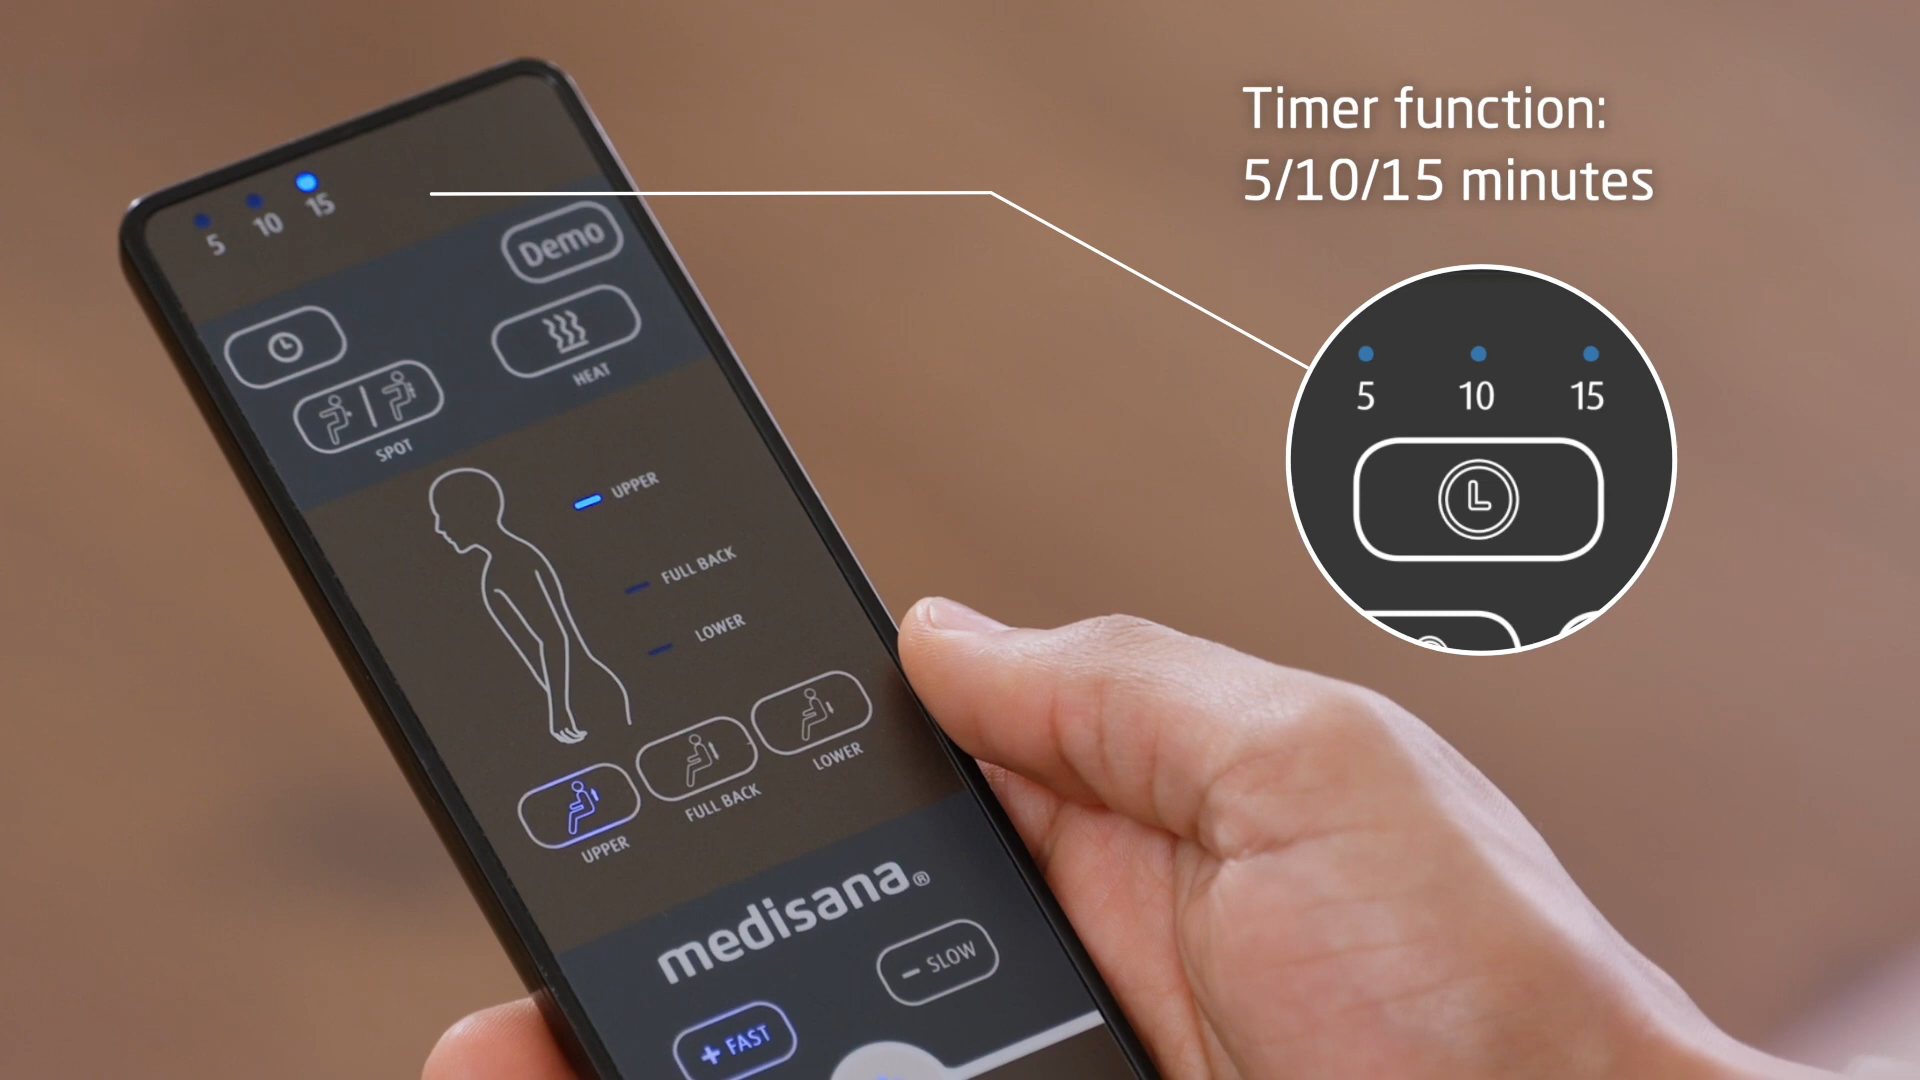 Timer function:
5/10/15 minutes
5 10 15
5 10 15
Demo
HEAT
SPOT
UPPER
FULL BACK
LOWER
LOWER
FULL BACK
UPPER
medisana®
− SLOW
+ FAST